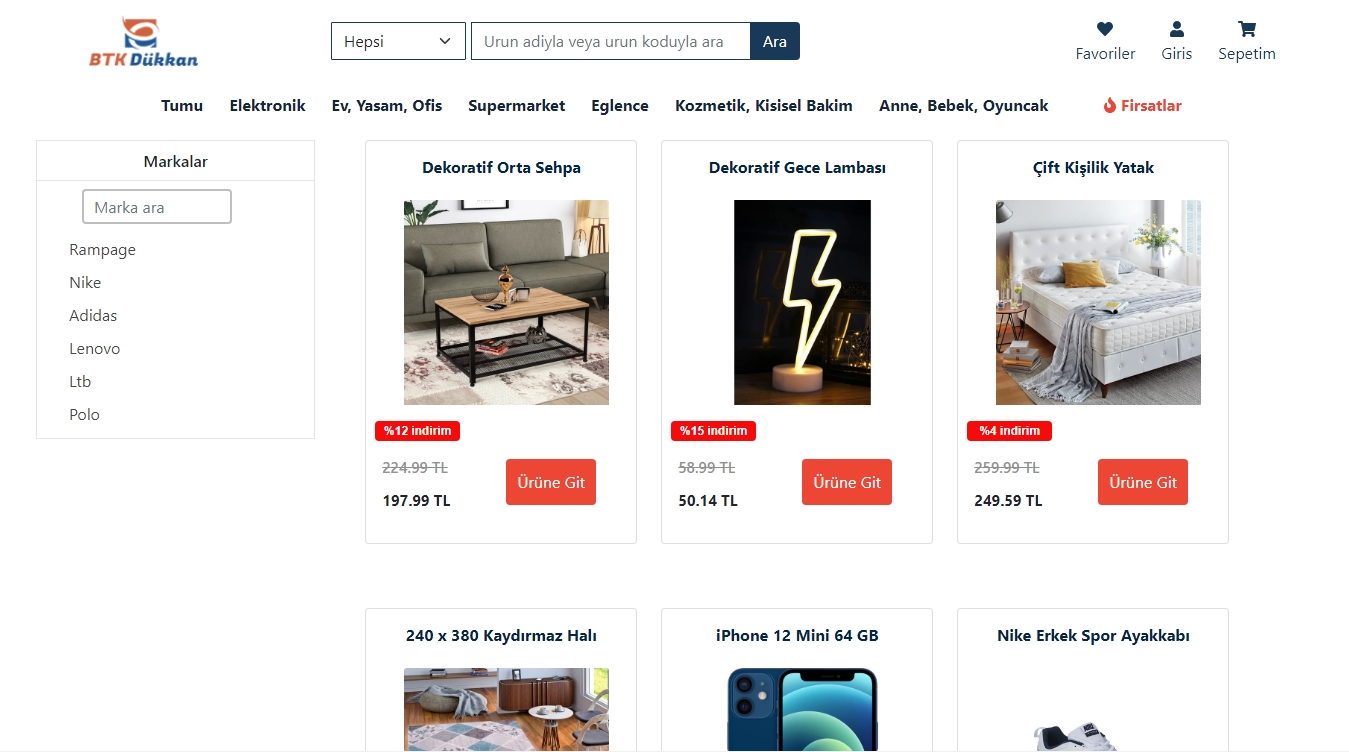 BTK Dükkan
Hepsi
Urun adiyla veya urun koduyla ara
Ara
Favoriler
Giris
Sepetim
Tumu Elektronik Ev, Yasam, Ofis Supermarket Eglence Kozmetik, Kisisel Bakim Anne, Bebek, Oyuncak Firsatlar
Markalar
Marka ara
Rampage
Nike
Adidas
Lenovo
Ltb
Polo
Dekoratif Orta Sehpa
%12 indirim
224.99 TL
197.99 TL
Ürüne Git
Dekoratif Gece Lambası
%15 indirim
58.99 TL
50.14 TL
Ürüne Git
Çift Kişilik Yatak
%4 indirim
259.99 TL
249.59 TL
Ürüne Git
240 x 380 Kaydırmaz Halı
iPhone 12 Mini 64 GB
Nike Erkek Spor Ayakkabı